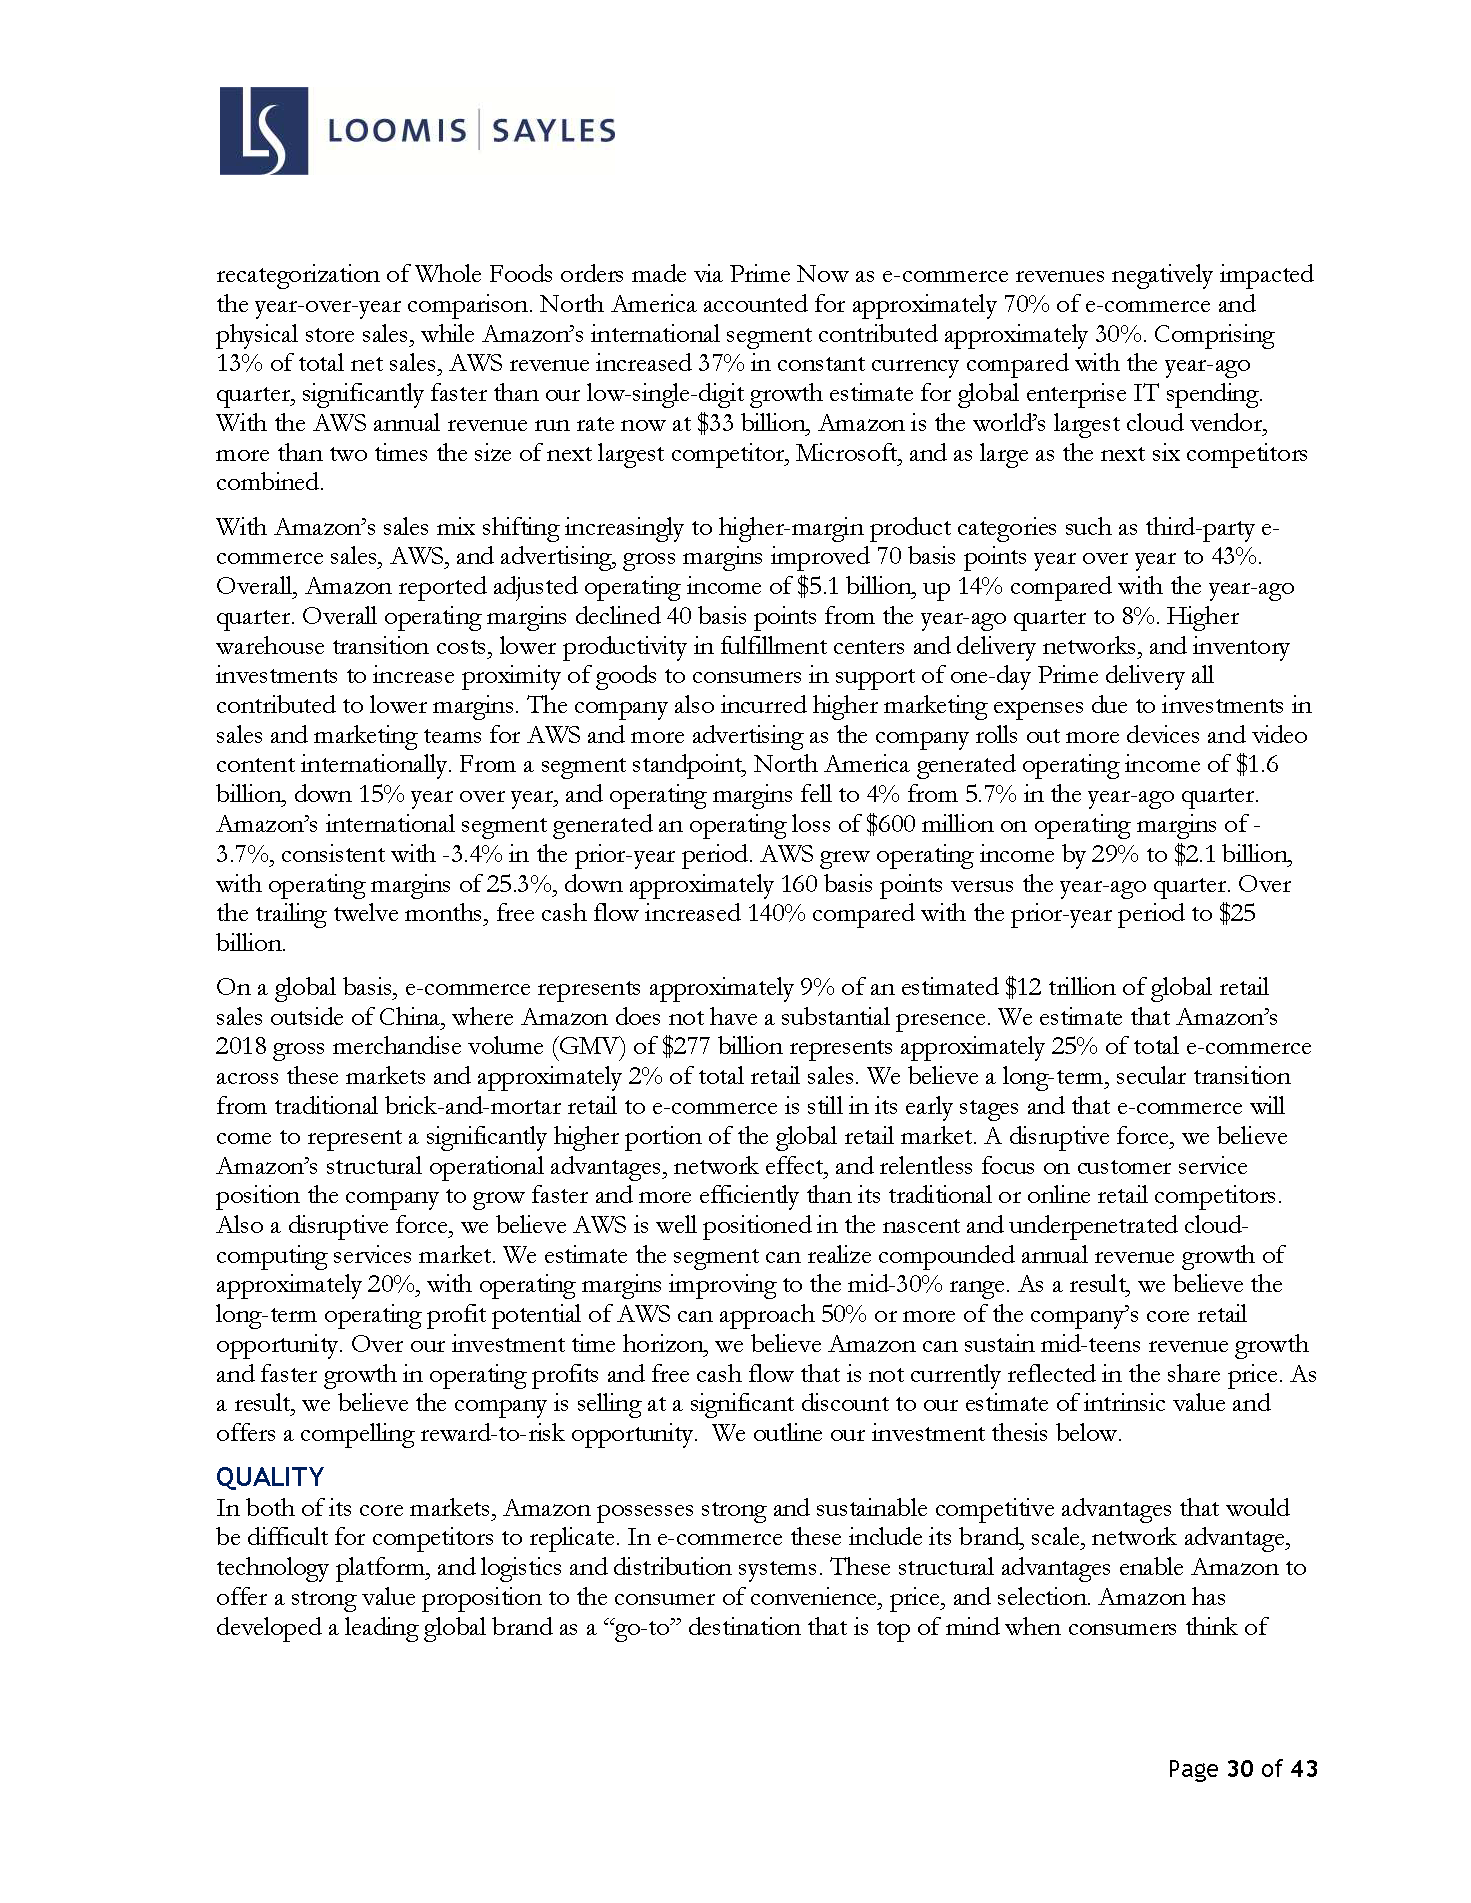 LS LOOMIS | SAYLES
recategorization of Whole Foods orders made via Prime Now as e-commerce revenues negatively impacted
the year-over-year comparison. North America accounted for approximately 70% of e-commerce and
physical store sales, while Amazon’s international segment contributed approximately 30%. Comprising
13% of total net sales, AWS revenue increased 37% in constant currency compared with the year-ago
quarter, significantly faster than our low-single-digit growth estimate for global enterprise IT spending.
With the AWS annual revenue run rate now at $33 billion, Amazon is the world’s largest cloud vendor,
more than two times the size of next largest competitor, Microsoft, and as large as the next six competitors
combined.
With Amazon’s sales mix shifting increasingly to higher-margin product categories such as third-party e-
commerce sales, AWS, and advertising, gross margins improved 70 basis points year over year to 43%.
Overall, Amazon reported adjusted operating income of $5.1 billion, up 14% compared with the year-ago
quarter. Overall operating margins declined 40 basis points from the year-ago quarter to 8%. Higher
warehouse transition costs, lower productivity in fulfillment centers and delivery networks, and inventory
investments to increase proximity of goods to consumers in support of one-day Prime delivery all
contributed to lower margins. The company also incurred higher marketing expenses due to investments in
sales and marketing teams for AWS and more advertising as the company rolls out more devices and video
content internationally. From a segment standpoint, North America generated operating income of $1.6
billion, down 15% year over year, and operating margins fell to 4% from 5.7% in the year-ago quarter.
Amazon’s international segment generated an operating loss of $600 million on operating margins of -
3.7%, consistent with -3.4% in the prior-year period. AWS grew operating income by 29% to $2.1 billion,
with operating margins of 25.3%, down approximately 160 basis points versus the year-ago quarter. Over
the trailing twelve months, free cash flow increased 140% compared with the prior-year period to $25
billion.
On a global basis, e-commerce represents approximately 9% of an estimated $12 trillion of global retail
sales outside of China, where Amazon does not have a substantial presence. We estimate that Amazon’s
2018 gross merchandise volume (GMV) of $277 billion represents approximately 25% of total e-commerce
across these markets and approximately 2% of total retail sales. We believe a long-term, secular transition
from traditional brick-and-mortar retail to e-commerce is still in its early stages and that e-commerce will
come to represent a significantly higher portion of the global retail market. A disruptive force, we believe
Amazon’s structural operational advantages, network effect, and relentless focus on customer service
position the company to grow faster and more efficiently than its traditional or online retail competitors.
Also a disruptive force, we believe AWS is well positioned in the nascent and underpenetrated cloud-
computing services market. We estimate the segment can realize compounded annual revenue growth of
approximately 20%, with operating margins improving to the mid-30% range. As a result, we believe the
long-term operating profit potential of AWS can approach 50% or more of the company’s core retail
opportunity. Over our investment time horizon, we believe Amazon can sustain mid-teens revenue growth
and faster growth in operating profits and free cash flow that is not currently reflected in the share price. As
a result, we believe the company is selling at a significant discount to our estimate of intrinsic value and
offers a compelling reward-to-risk opportunity. We outline our investment thesis below.
QUALITY
In both of its core markets, Amazon possesses strong and sustainable competitive advantages that would
be difficult for competitors to replicate. In e-commerce these include its brand, scale, network advantage,
technology platform, and logistics and distribution systems. These structural advantages enable Amazon to
offer a strong value proposition to the consumer of convenience, price, and selection. Amazon has
developed a leading global brand as a “go-to” destination that is top of mind when consumers think of
Page 30 of 43